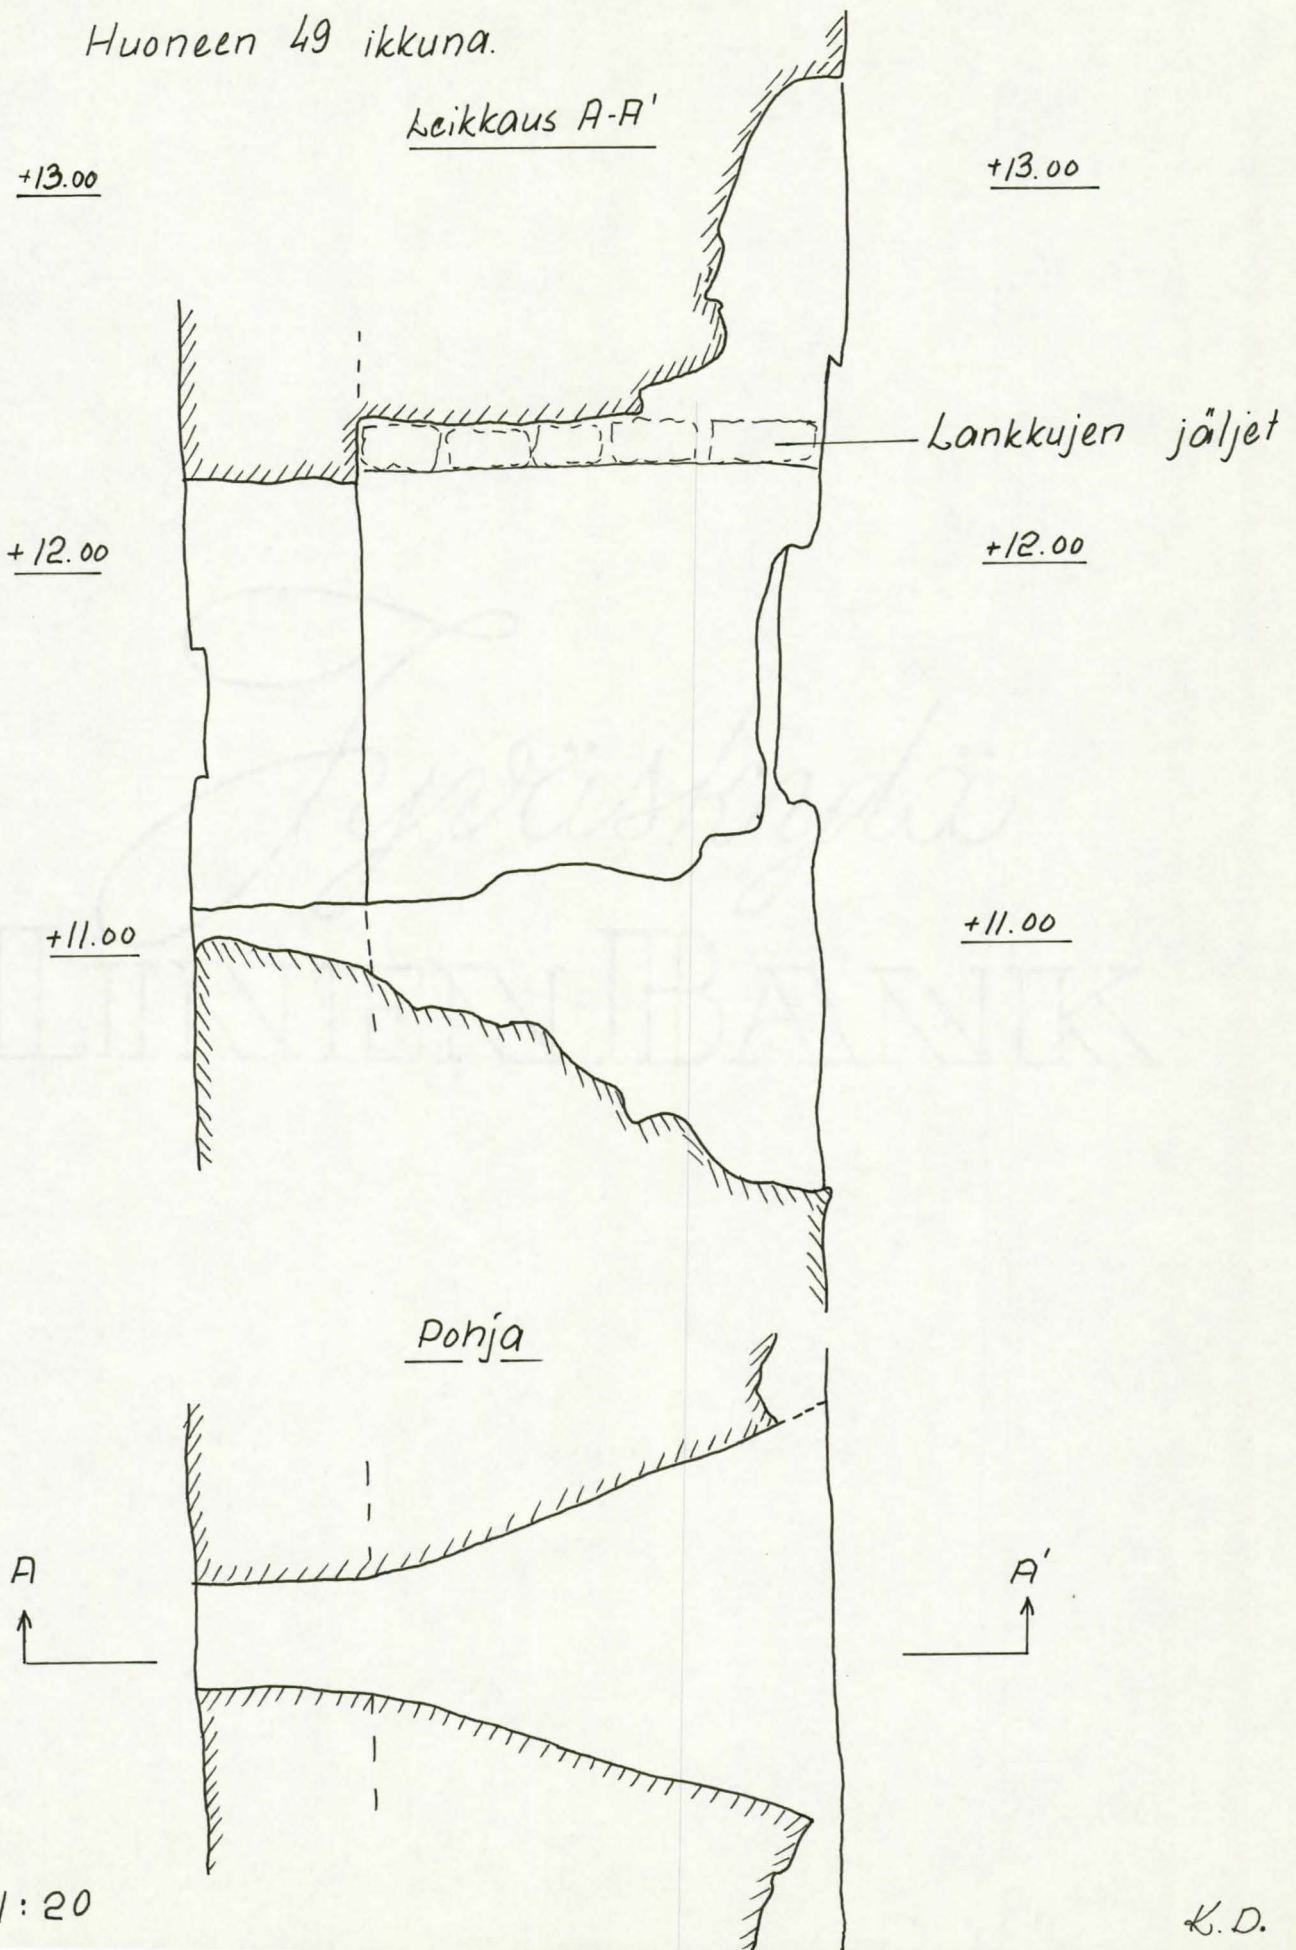 Huoneen 49 ikkuna.
Leikkaus A-A'
+13.00
+13.00
Lankkujen jäljet
+12.00
+12.00
+11.00
+11.00
Pohja
A
A'
1:20
K.D.